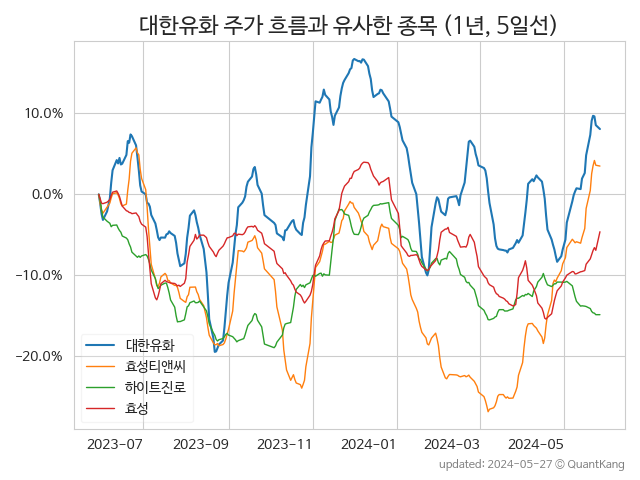 대한유화 주가 흐름과 유사한 종목 (1년, 5일선)
10.0%
0.0%
−10.0%
−20.0%
대한유화
효성티앤씨
하이트진로
효성
2023-07 2023-09 2023-11 2024-01 2024-03 2024-05
updated: 2024-05-27 © QuantKang